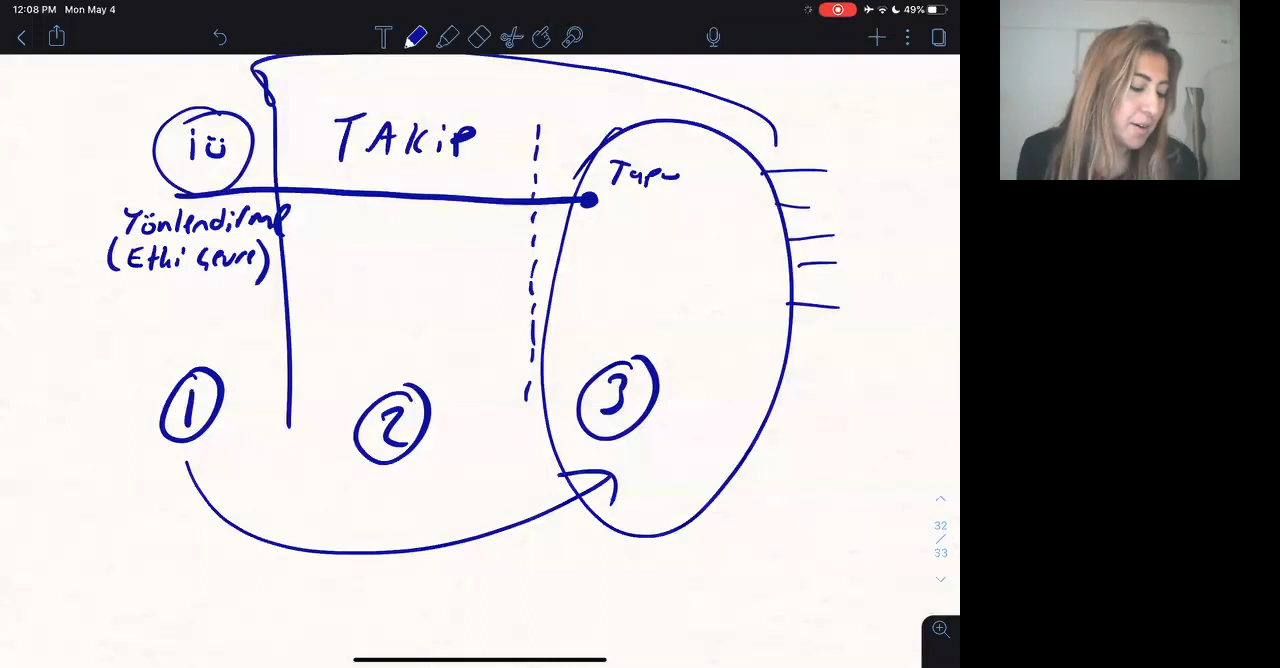 12:08 PM Mon May 4
49%
T
İÜ
TAKİP
Tapu
Yönlendirme
(Etki Çevre)
1
2
3
32
/
33